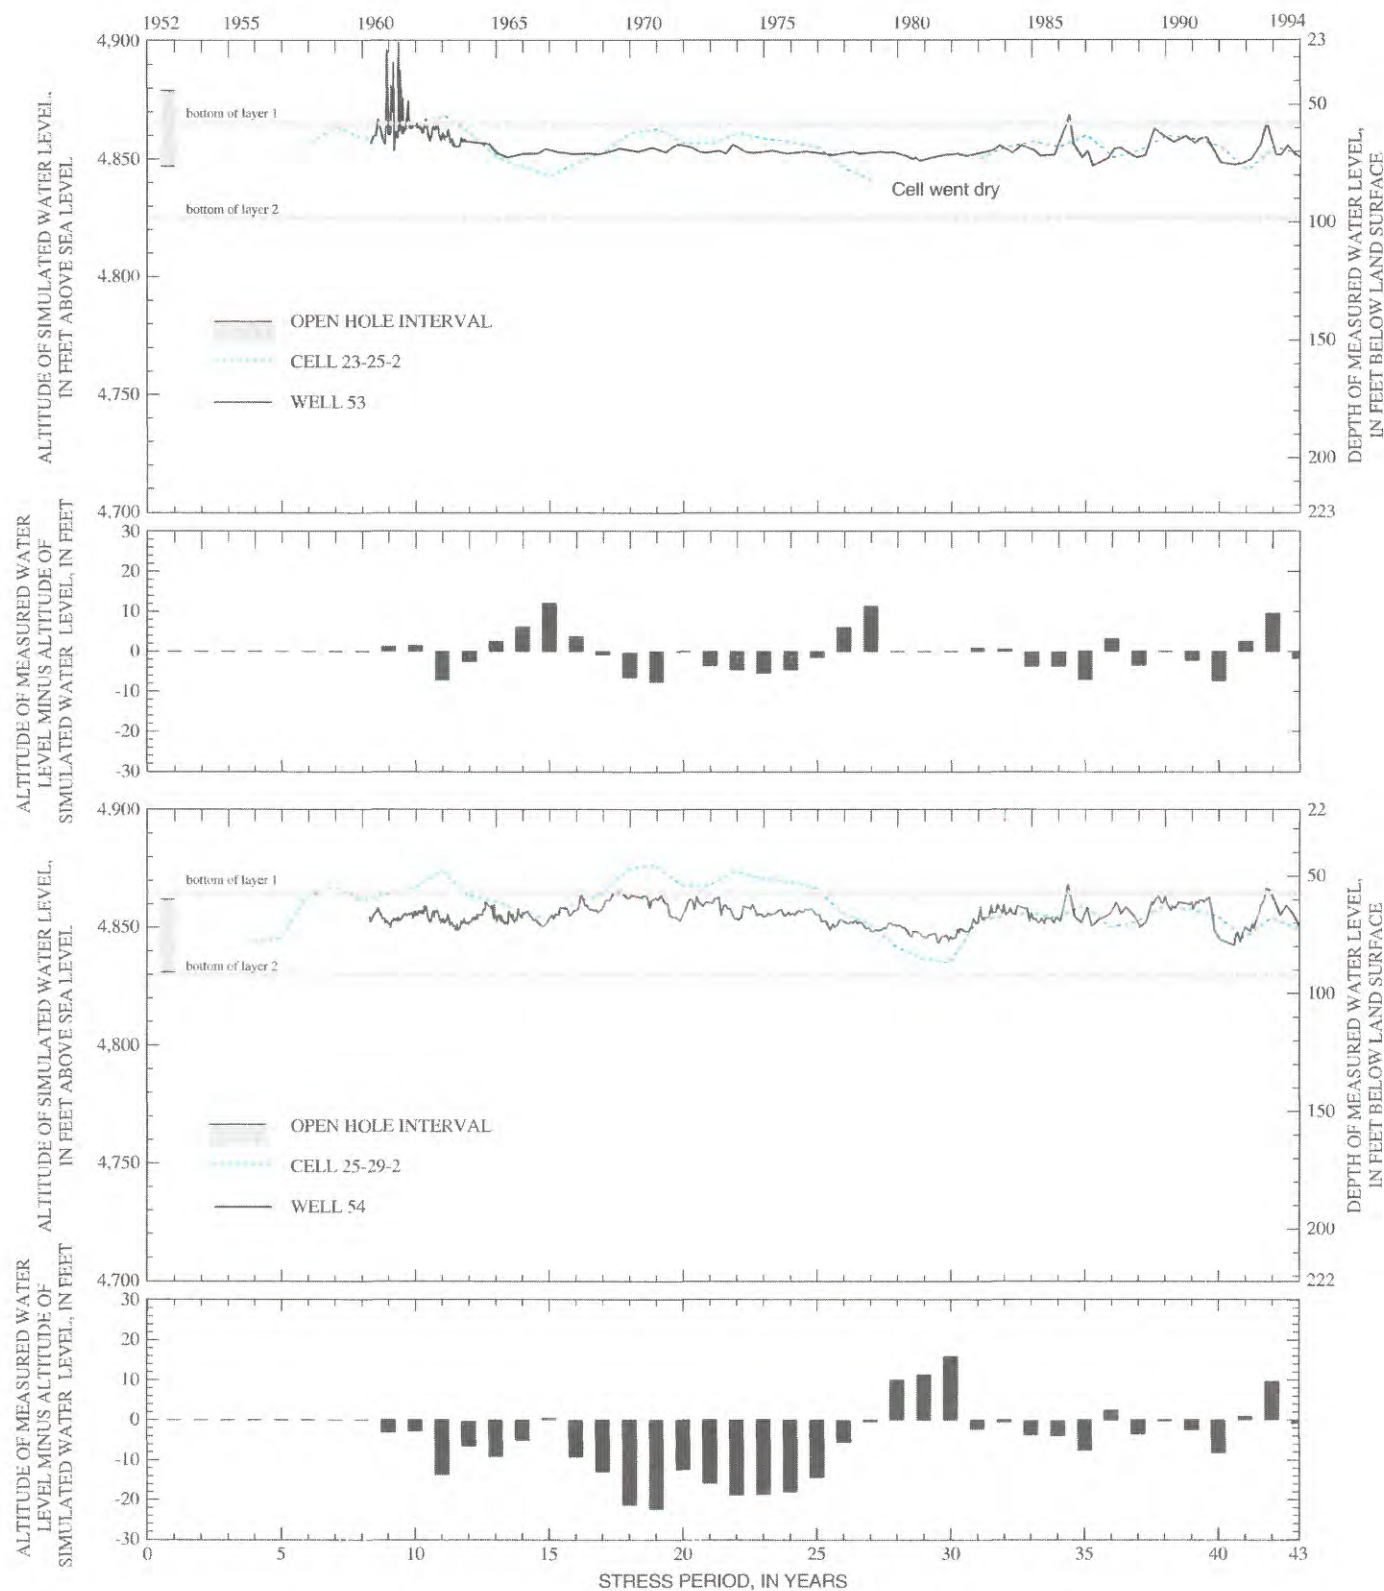 1952 1955 1960 1965 1970 1975 1980 1985 1990 1994
4,900
4,850
4,800
4,750
4,700
ALTITUDE OF SIMULATED WATER LEVEL,
IN FEET ABOVE SEA LEVEL
bottom of layer 1
bottom of layer 2
Cell went dry
OPEN HOLE INTERVAL
CELL 23-25-2
WELL 53
23
50
100
150
200
223
DEPTH OF MEASURED WATER LEVEL,
IN FEET BELOW LAND SURFACE
ALTITUDE OF MEASURED WATER
LEVEL MINUS ALTITUDE OF
SIMULATED WATER LEVEL, IN FEET
30
20
10
0
-10
-20
-30
4,900
4,850
4,800
4,750
4,700
ALTITUDE OF SIMULATED WATER LEVEL,
IN FEET ABOVE SEA LEVEL
bottom of layer 1
bottom of layer 2
OPEN HOLE INTERVAL
CELL 25-29-2
WELL 54
22
50
100
150
200
222
DEPTH OF MEASURED WATER LEVEL,
IN FEET BELOW LAND SURFACE
ALTITUDE OF MEASURED WATER
LEVEL MINUS ALTITUDE OF
SIMULATED WATER LEVEL, IN FEET
30
20
10
0
-10
-20
-30
0 5 10 15 20 25 30 35 40 43
STRESS PERIOD, IN YEARS